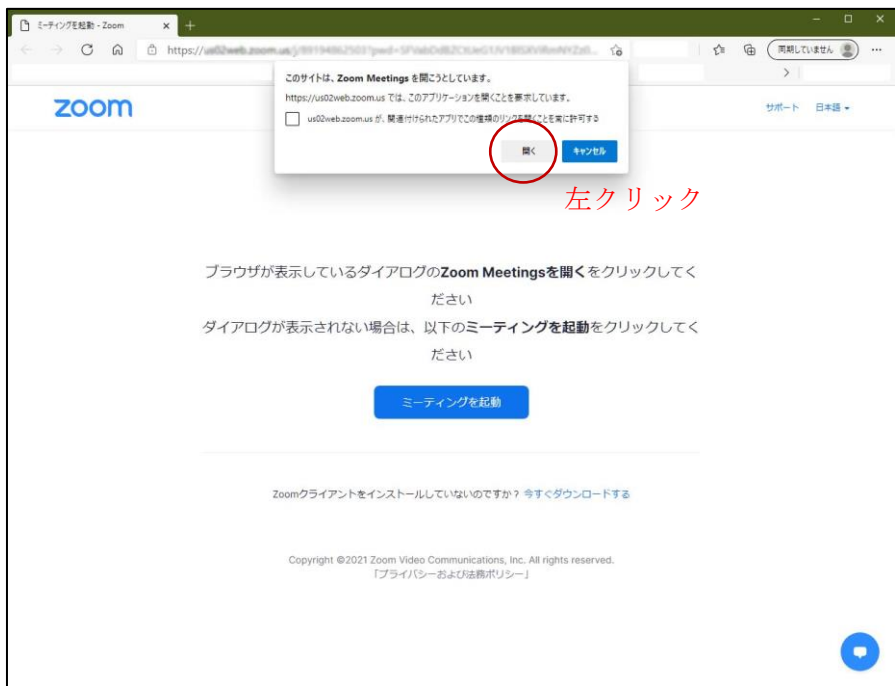 ミーティングを起動 - Zoom
https://us02web.zoom.us/j/
同期していません
このサイトは、Zoom Meetings を開こうとしています。
https://us02web.zoom.us では、このアプリケーションを開くことを要求しています。
us02web.zoom.us が、関連付けられたアプリでこの種類のリンクを開くことを常に許可する
開く
キャンセル
zoom
サポート 日本語
左クリック
ブラウザが表示しているダイアログのZoom Meetingsを開くをクリックしてく
ださい
ダイアログが表示されない場合は、以下のミーティングを起動をクリックしてく
ださい
ミーティングを起動
Zoomクライアントをインストールしていないのですか？今すぐダウンロードする
Copyright ©2021 Zoom Video Communications, Inc. All rights reserved.
「プライバシーおよび法務ポリシー」